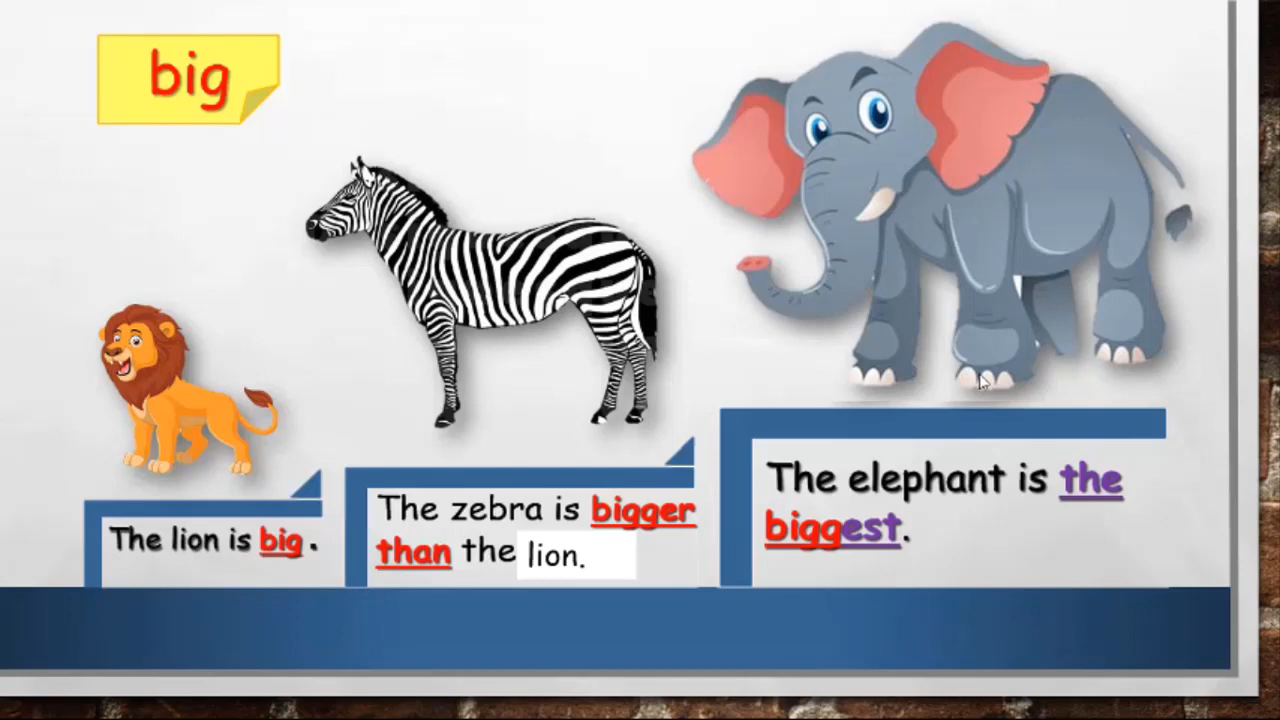 big
The lion is big .
The zebra is bigger
than the lion.
The elephant is the
biggest.